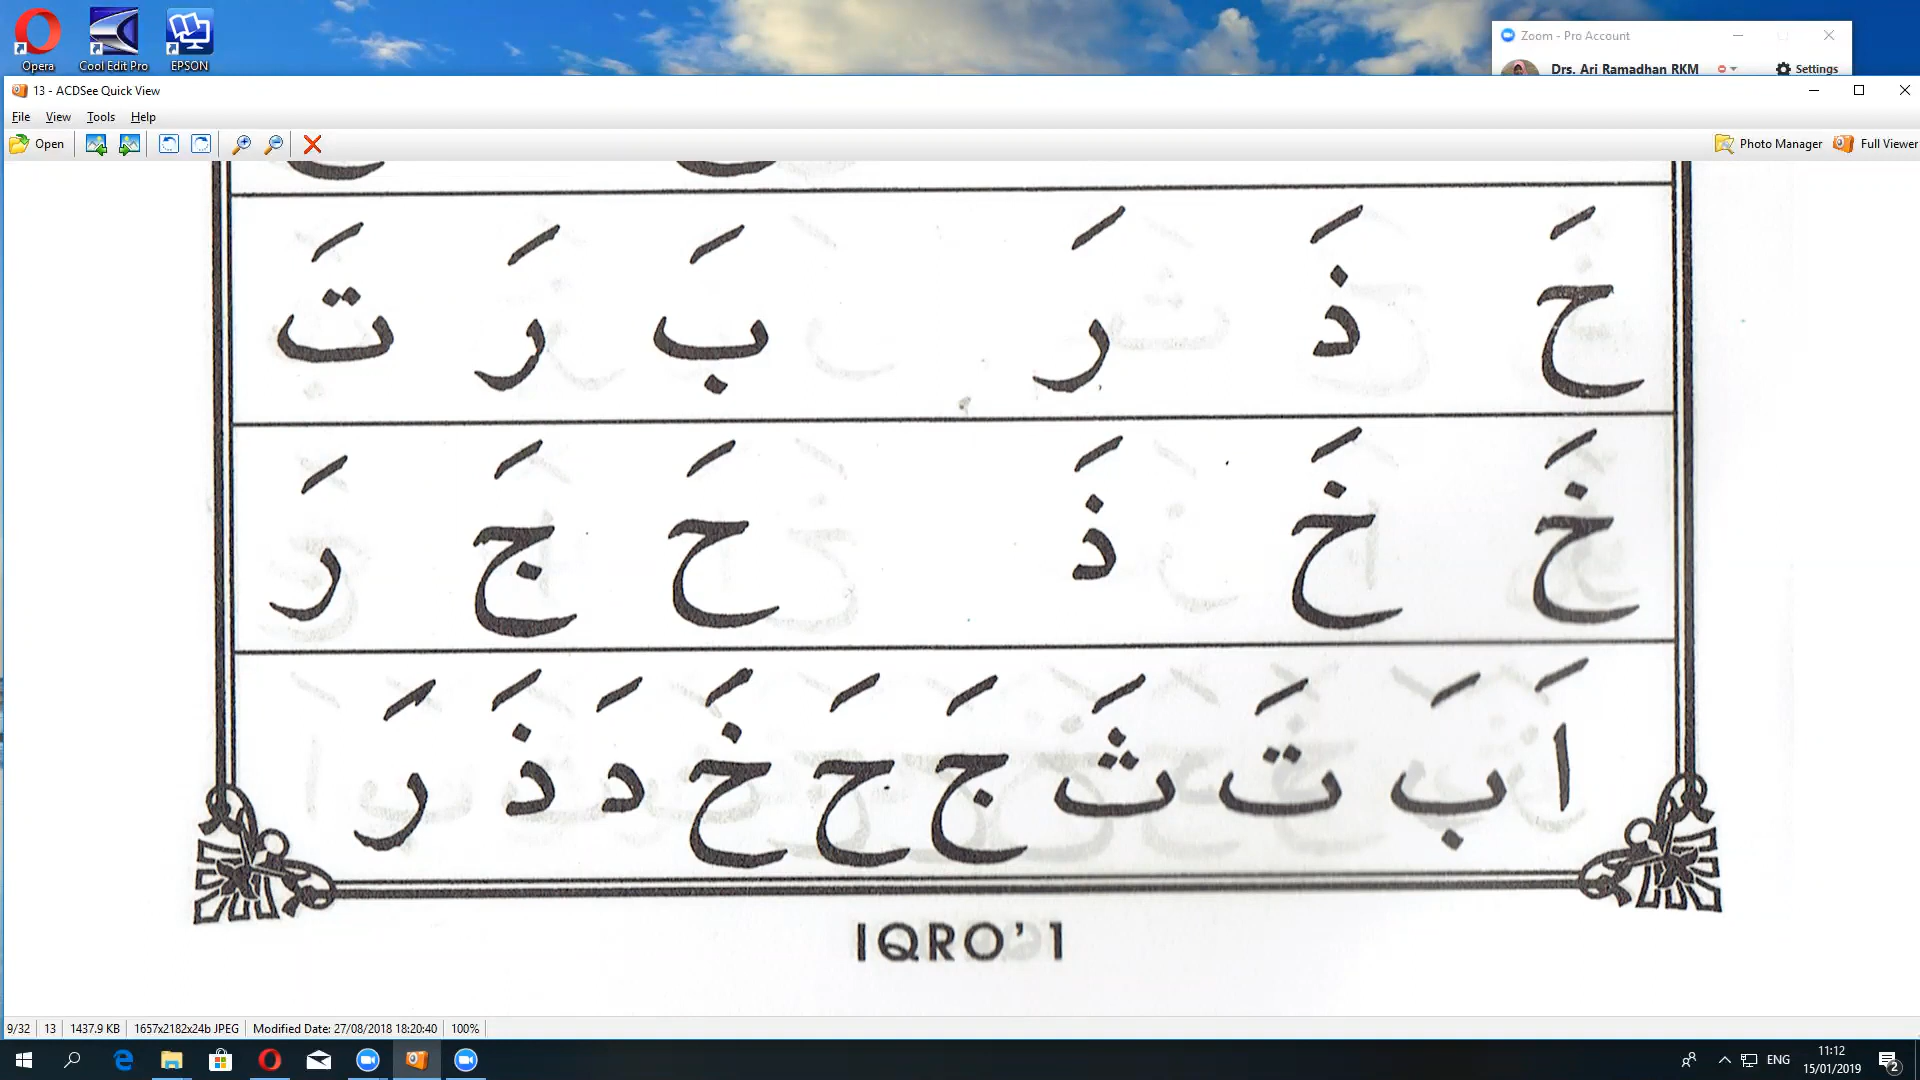 Opera
Cool Edit Pro
EPSON
Zoom - Pro Account
Drs. Ari Ramadhan RKM
Settings
13 - ACDSee Quick View
File View Tools Help
Open
Photo Manager
Full Viewer
حَ ذَ رَ بَ رَ تَ
خَ خَ ذَ حَ جَ رَ
اَ بَ تَ ثَ جَ حَ خَ دَ ذَ رَ
IQRO' 1
9/32 13 1437.9 KB 1657x2182x24b JPEG Modified Date: 27/08/2018 18:20:40 100%
ENG
11:12
15/01/2019
2